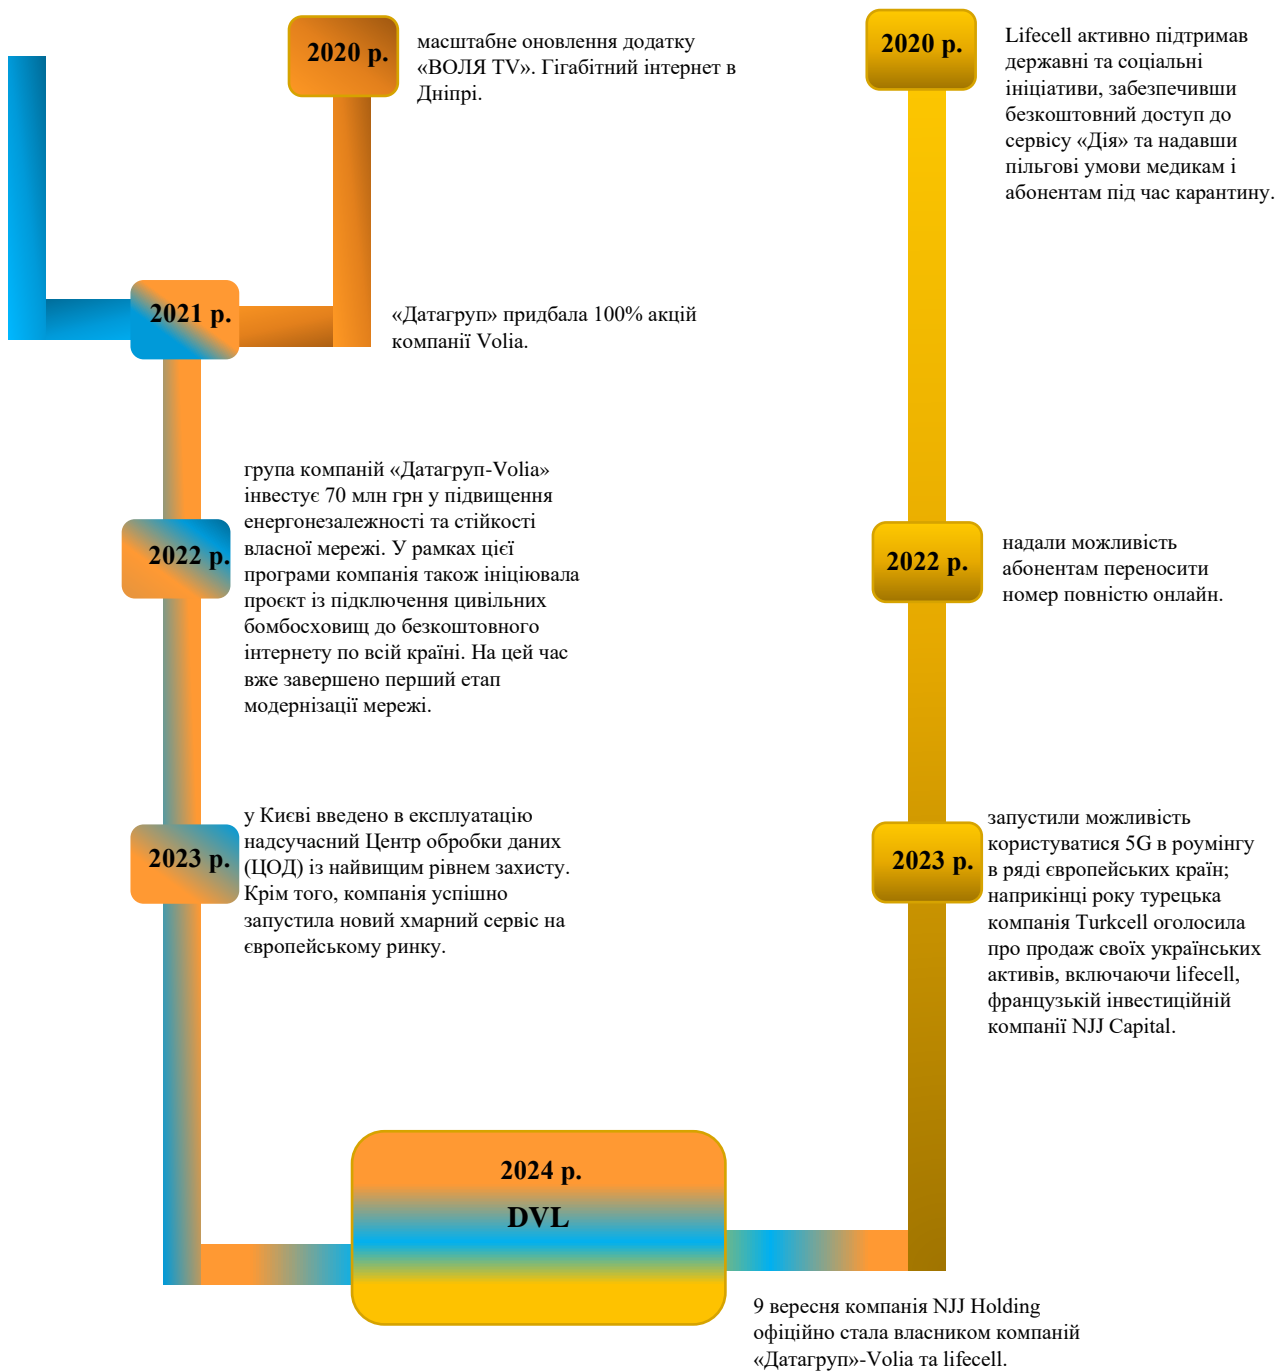 2020 р.
масштабне оновлення додатку
«ВОЛЯ TV». Гігабітний інтернет в
Дніпрі.
2020 р.
Lifecell активно підтримав
державні та соціальні
ініціативи, забезпечивши
безкоштовний доступ до
сервісу «Дія» та надавши
пільгові умови медикам і
абонентам під час карантину.
2021 р.
«Датагруп» придбала 100% акцій
компанії Volia.
2022 р.
група компаній «Датагруп-Volia»
інвестує 70 млн грн у підвищення
енергонезалежності та стійкості
власної мережі. У рамках цієї
програми компанія також ініціювала
проєкт із підключення цивільних
бомбосховищ до безкоштовного
інтернету по всій країні. На цей час
вже завершено перший етап
модернізації мережі.
2022 р.
надали можливість
абонентам переносити
номер повністю онлайн.
2023 р.
у Києві введено в експлуатацію
надсучасний Центр обробки даних
(ЦОД) із найвищим рівнем захисту.
Крім того, компанія успішно
запустила новий хмарний сервіс на
європейському ринку.
2023 р.
запустили можливість
користуватися 5G в роумінгу
в ряді європейських країн;
наприкінці року турецька
компанія Turkcell оголосила
про продаж своїх українських
активів, включаючи lifecell,
французькій інвестиційній
компанії NJJ Capital.
2024 р.
DVL
9 вересня компанія NJJ Holding
офіційно стала власником компаній
«Датагруп»-Volia та lifecell.